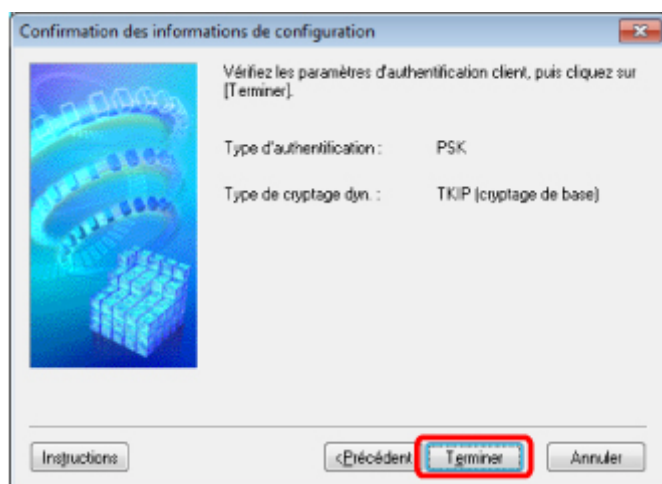 Confirmation des informations de configuration
Vérifiez les paramètres d'authentification client, puis cliquez sur
[Terminer].
Type d'authentification : PSK
Type de cryptage dyn. : TKIP (cryptage de base)
Instructions <Précédent Terminer Annuler